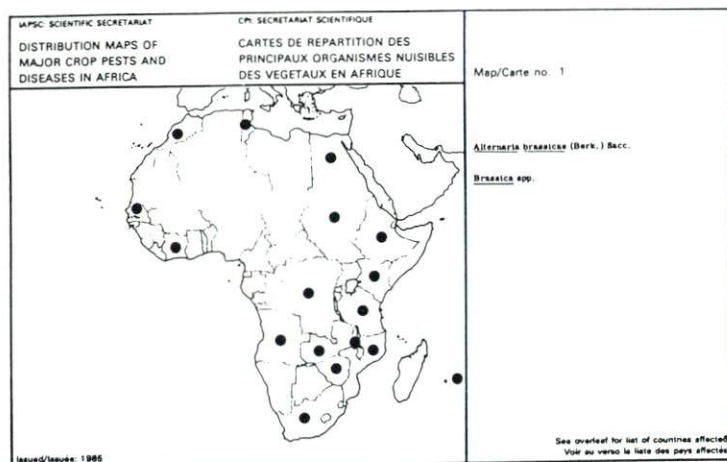 IAPSC: SCIENTIFIC SECRETARIAT
DISTRIBUTION MAPS OF
MAJOR CROP PESTS AND
DISEASES IN AFRICA
CPI: SECRETARIAT SCIENTIFIQUE
CARTES DE REPARTITION DES
PRINCIPAUX ORGANISMES NUISIBLES
DES VEGETAUX EN AFRIQUE
Map/Carte no. 1
Alternaria brassicae (Berk.) Sacc.
Brassica spp.
Issued/Issuée: 1985
See overleaf for list of countries affected
Voir au verso le liste des pays affectés